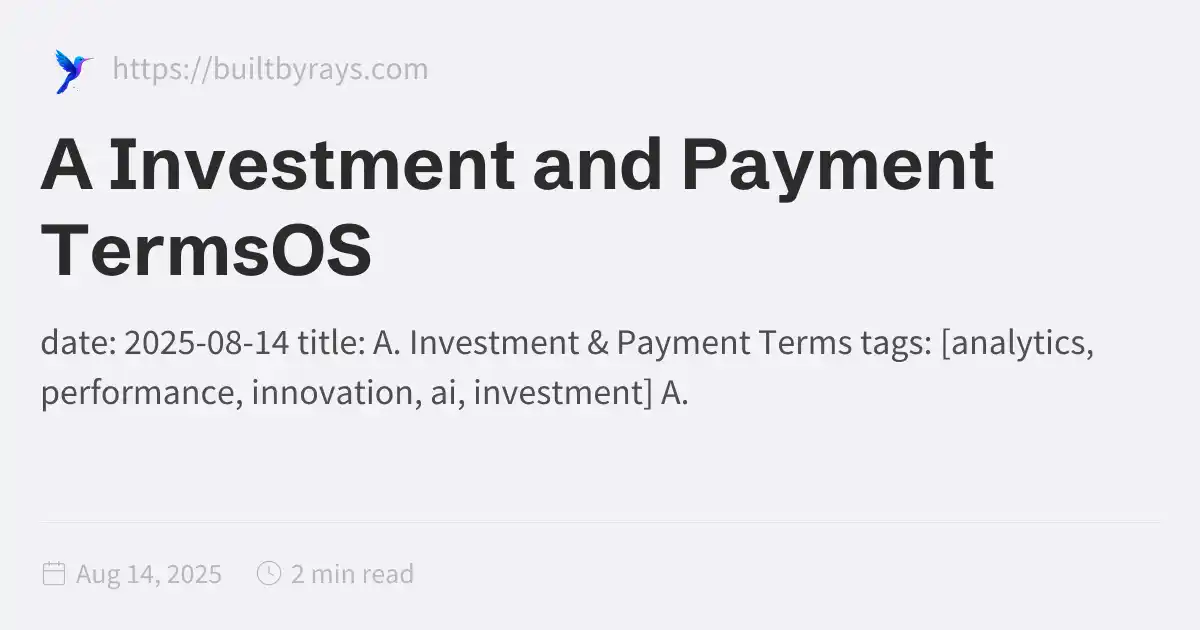 https://builtbyrays.com
A Investment and Payment
TermsOS
date: 2025-08-14 title: A. Investment & Payment Terms tags: [analytics,
performance, innovation, ai, investment] A.
Aug 14, 2025 2 min read